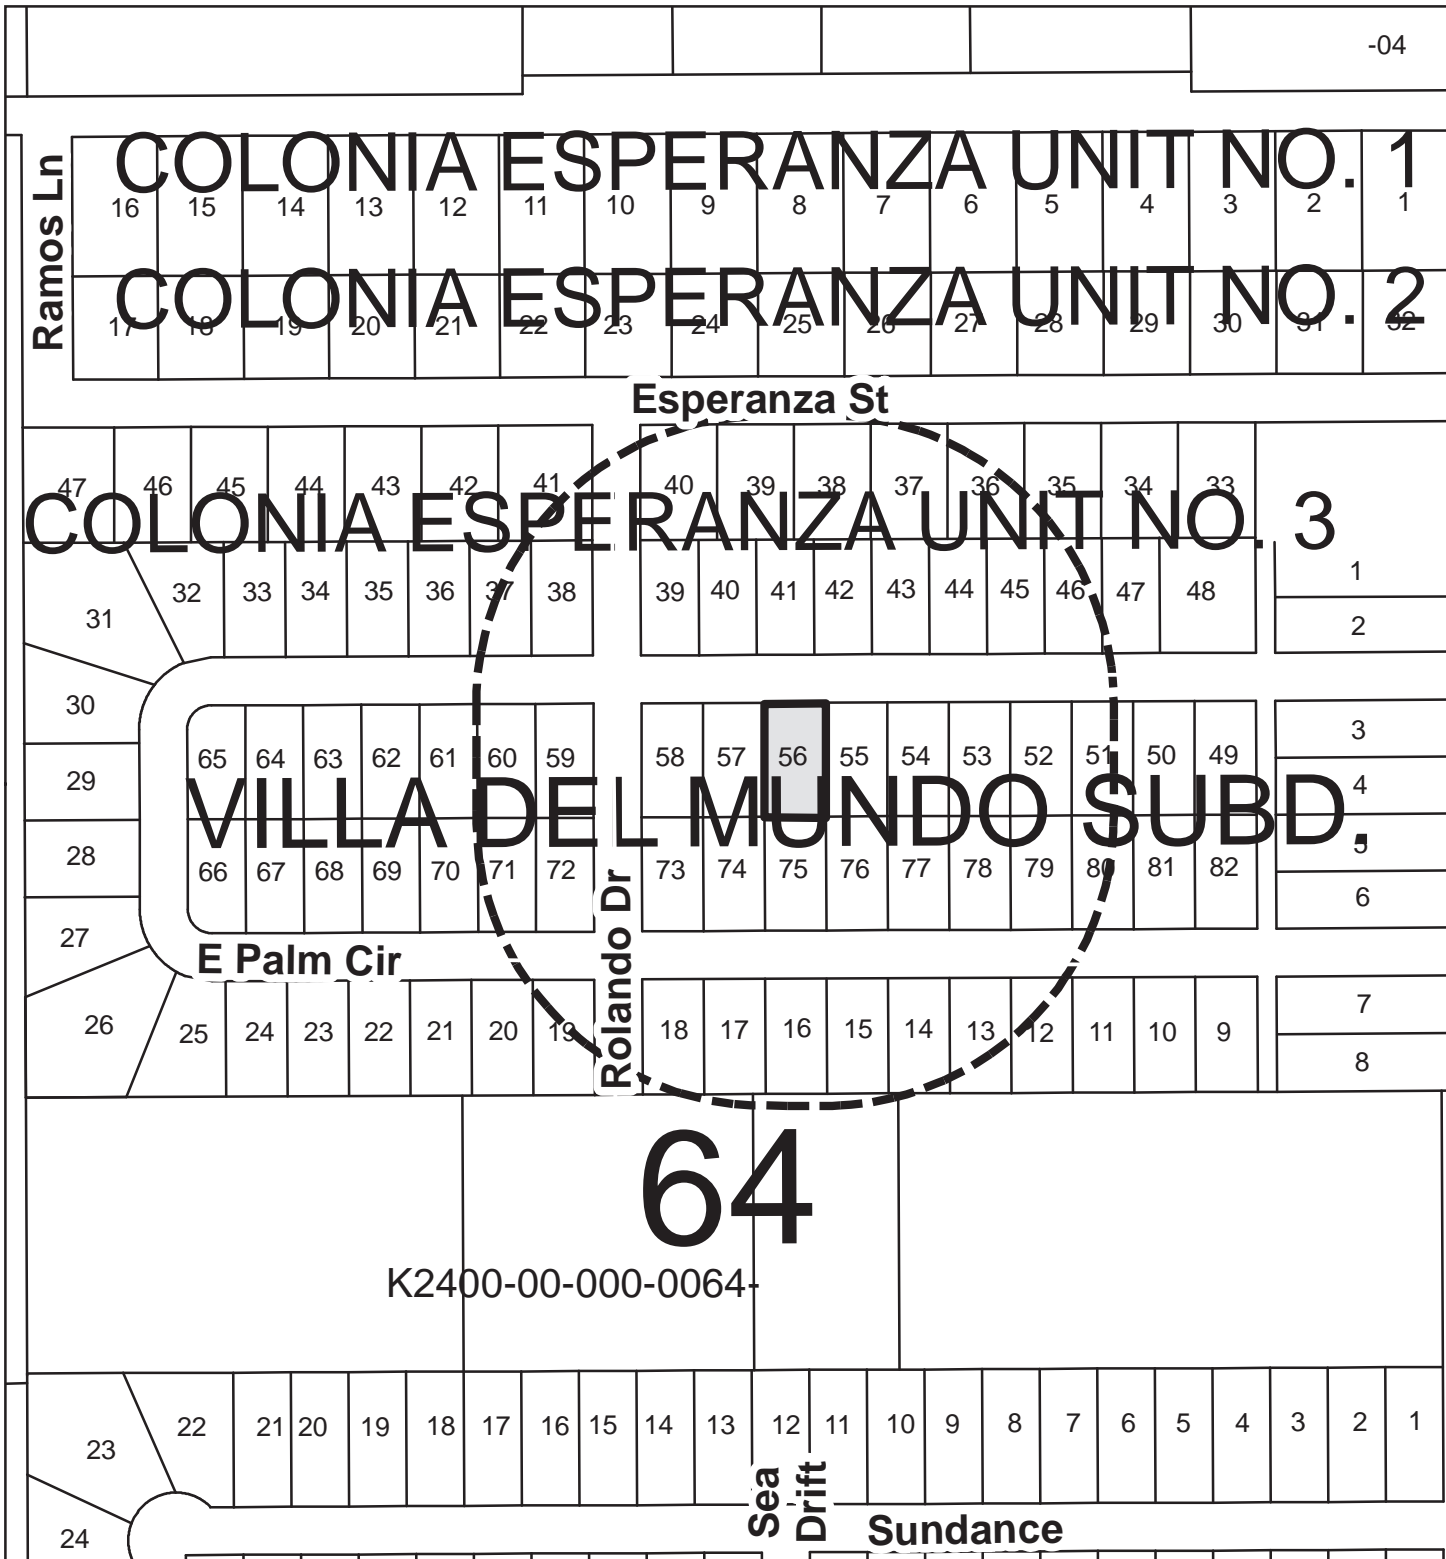 -04
COLONIA ESPERANZA UNIT NO. 1
16 15 14 13 12 11 10 9 8 7 6 5 4 3 2 1
Ramos Ln
COLONIA ESPERANZA UNIT NO. 2
17 18 19 20 21 22 23 24 25 26 27 28 29 30 31 32
Esperanza St
47 46 45 44 43 42 41 40 39 38 37 36 35 34 33
COLONIA ESPERANZA UNIT NO. 3
31 32 33 34 35 36 37 38 39 40 41 42 43 44 45 46 47 48 1
2
30
65 64 63 62 61 60 59 58 57 56 55 54 53 52 51 50 49 3
29 4
VILLA DEL MUNDO SUBD.
28 5
66 67 68 69 70 71 72 73 74 75 76 77 78 79 80 81 82 6
27
E Palm Cir
Rolando Dr
7
26 25 24 23 22 21 20 19 18 17 16 15 14 13 12 11 10 9
8
64
K2400-00-000-0064-
23 22 21 20 19 18 17 16 15 14 13 12 11 10 9 8 7 6 5 4 3 2 1
Sea
Drift
Sundance
24